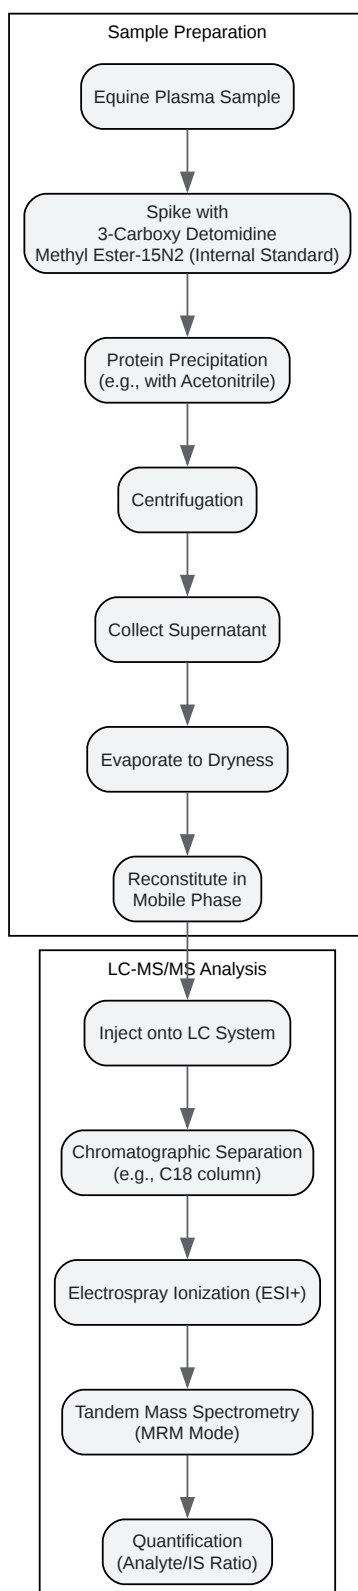 Sample Preparation
Equine Plasma Sample
Spike with
3-Carboxy Detomidine
Methyl Ester-15N2 (Internal Standard)
Protein Precipitation
(e.g., with Acetonitrile)
Centrifugation
Collect Supernatant
Evaporate to Dryness
Reconstitute in
Mobile Phase
LC-MS/MS Analysis
Inject onto LC System
Chromatographic Separation
(e.g., C18 column)
Electrospray Ionization (ESI+)
Tandem Mass Spectrometry
(MRM Mode)
Quantification
(Analyte/IS Ratio)